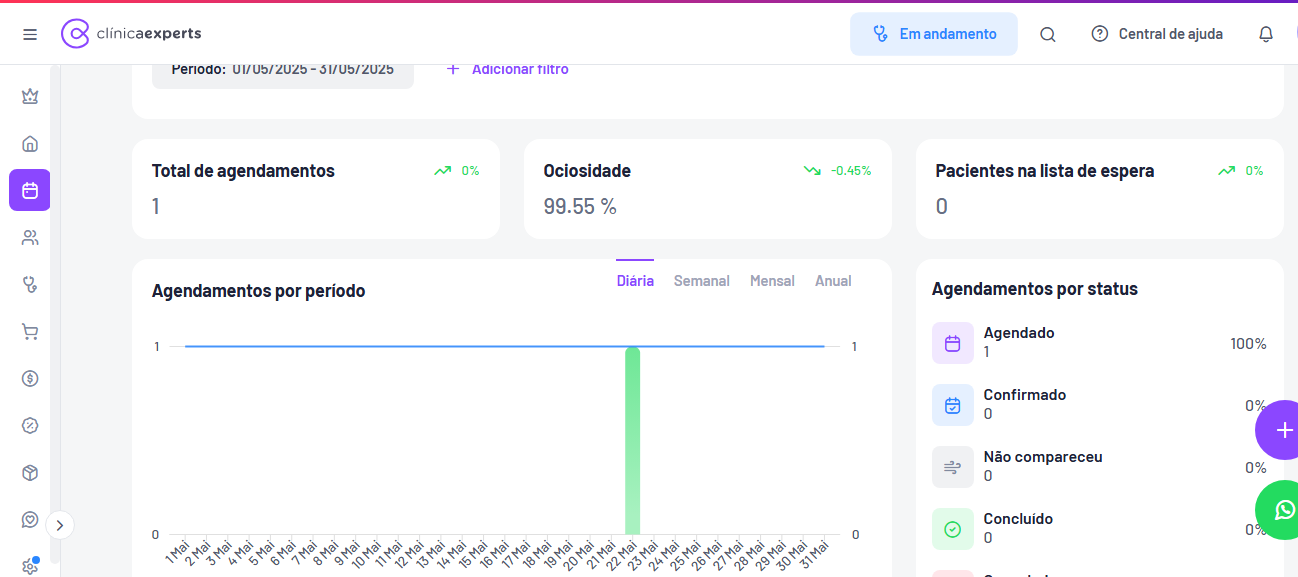 clínicaexperts
Em andamento
Central de ajuda
Período: 01/05/2025 - 31/05/2025
+ Adicionar filtro
Total de agendamentos
0%
1
Ociosidade
-0.45%
99.55 %
Pacientes na lista de espera
0%
0
Agendamentos por período
Diária
Semanal
Mensal
Anual
1
1
0
0
1 Mai
2 Mai
3 Mai
4 Mai
5 Mai
6 Mai
7 Mai
8 Mai
9 Mai
10 Mai
11 Mai
12 Mai
13 Mai
14 Mai
15 Mai
16 Mai
17 Mai
18 Mai
19 Mai
20 Mai
21 Mai
22 Mai
23 Mai
24 Mai
25 Mai
26 Mai
27 Mai
28 Mai
29 Mai
30 Mai
31 Mai
Agendamentos por status
Agendado
1
100%
Confirmado
0
0%
Não compareceu
0
0%
Concluído
0
0%